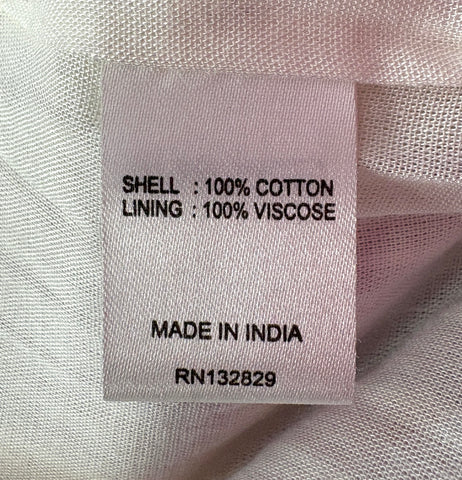 SHELL : 100% COTTON
LINING : 100% VISCOSE
MADE IN INDIA
RN132829